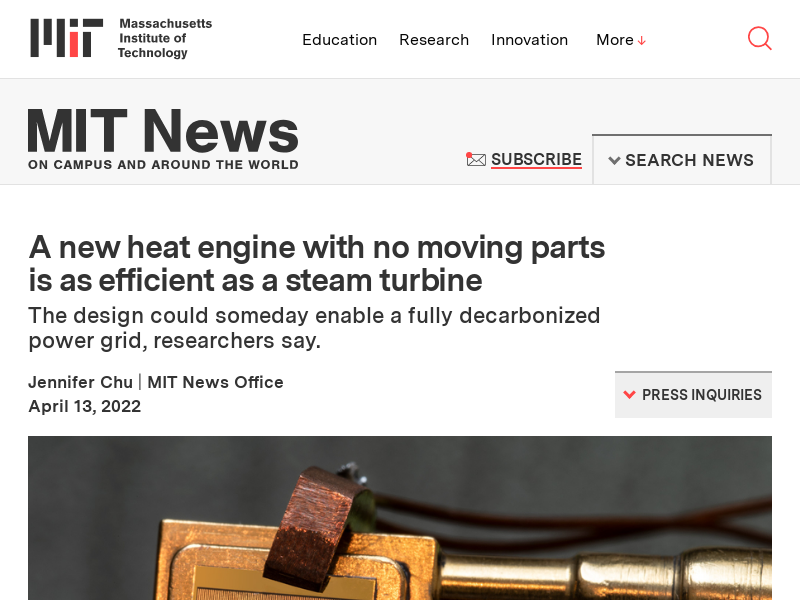 Massachusetts
Institute of
Technology
Education Research Innovation More
MIT News
ON CAMPUS AND AROUND THE WORLD
SUBSCRIBE
SEARCH NEWS
A new heat engine with no moving parts
is as efficient as a steam turbine
The design could someday enable a fully decarbonized
power grid, researchers say.
Jennifer Chu | MIT News Office
April 13, 2022
PRESS INQUIRIES